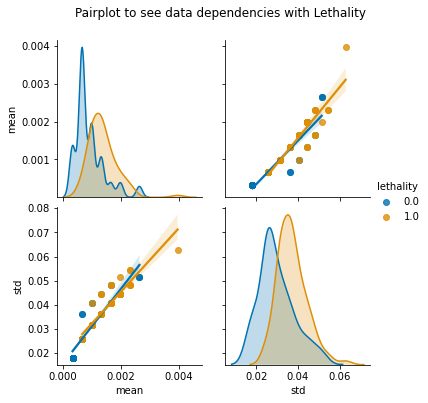 Pairplot to see data dependencies with Lethality
0.004
0.003
0.002
0.001
mean
lethality
0.0
1.0
0.08
0.07
0.06
0.05
0.04
0.03
0.02
std
0.000 0.002 0.004
mean
0.02 0.04 0.06
std